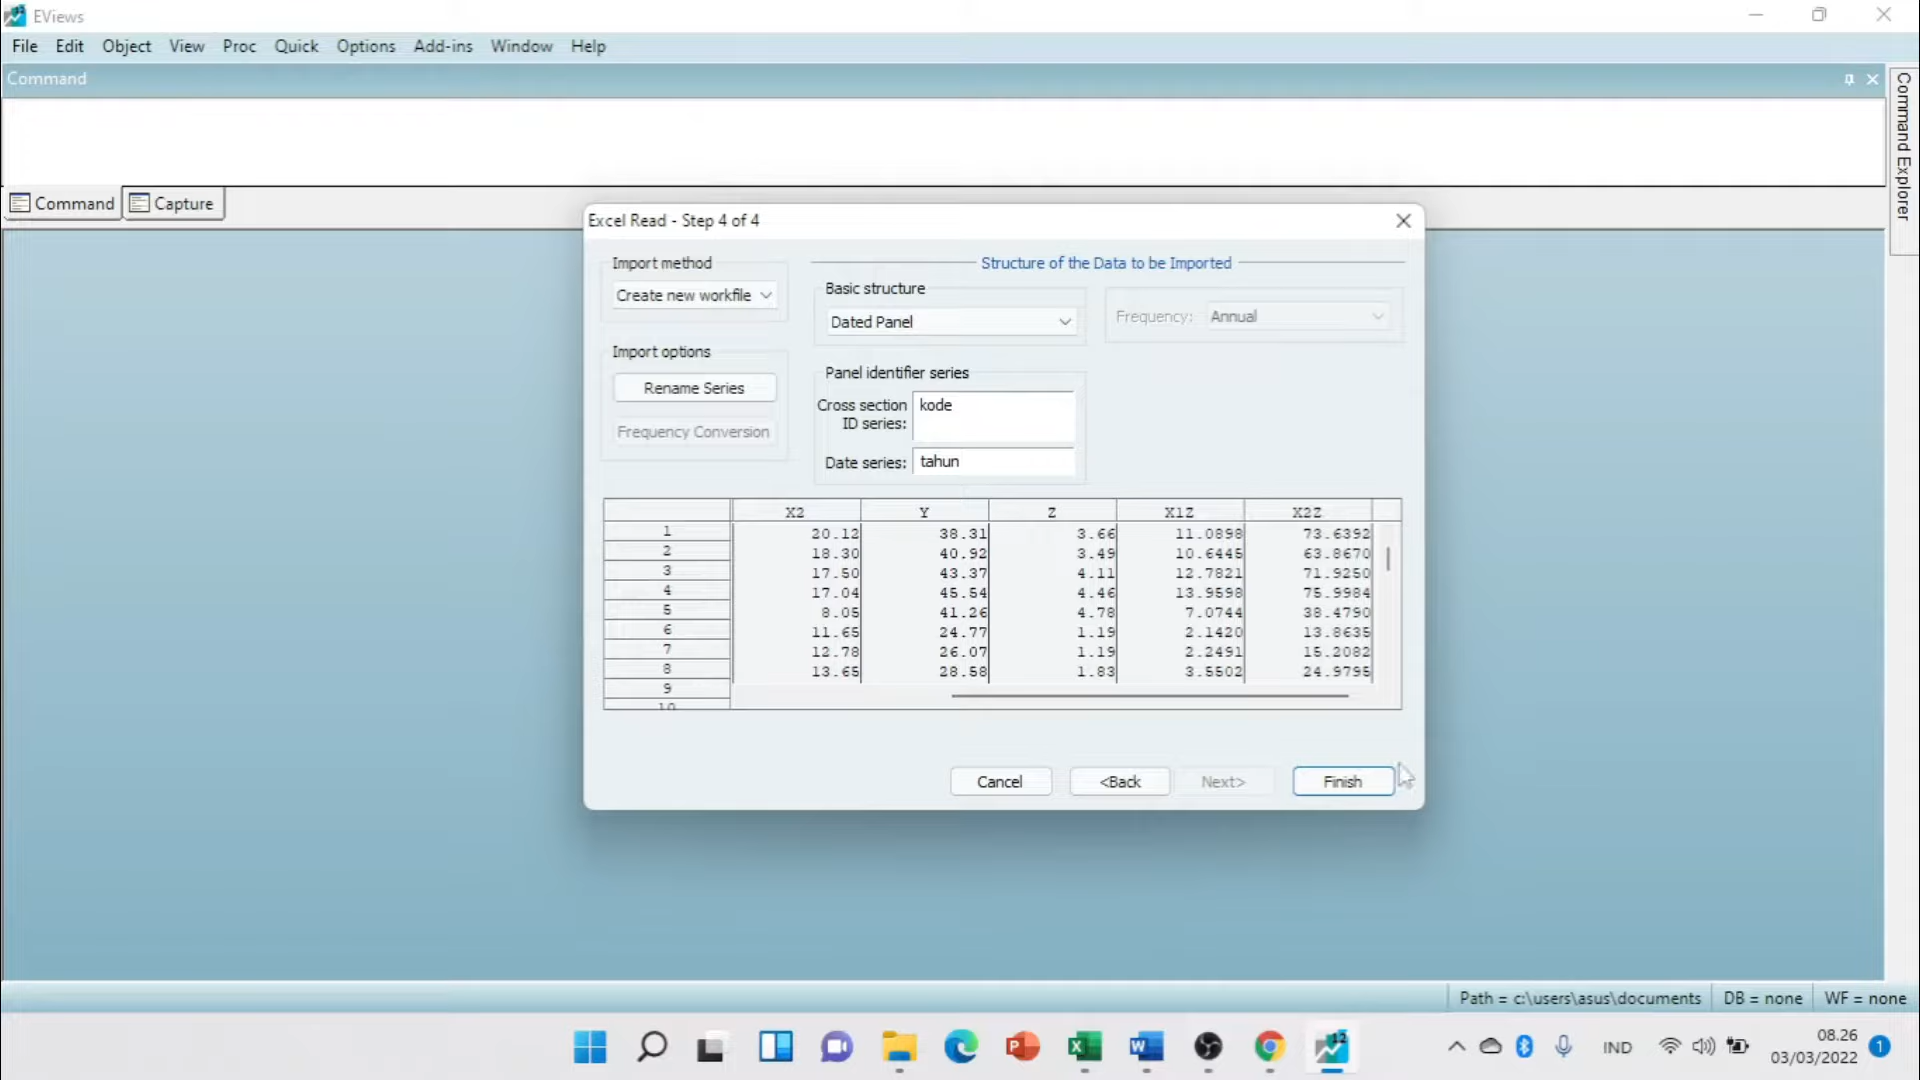 EViews
File Edit Object View Proc Quick Options Add-ins Window Help
Command
Command Explorer
Command Capture
Excel Read - Step 4 of 4
Import method
Create new workfile
Import options
Rename Series
Frequency Conversion
Structure of the Data to be Imported
Basic structure
Dated Panel
Frequency: Annual
Panel identifier series
Cross section ID series: kode
Date series: tahun
X2 Y Z X1Z X2Z
1 20.12 38.31 3.66 11.0898 73.6392
2 18.30 40.92 3.49 10.6445 63.8670
3 17.50 43.37 4.11 12.7821 71.9250
4 17.04 45.54 4.46 13.9598 75.9984
5 8.05 41.26 4.78 7.0744 38.4790
6 11.65 24.77 1.19 2.1420 13.8635
7 12.78 26.07 1.19 2.2491 15.2082
8 13.65 28.58 1.83 3.5502 24.9795
9
10
Cancel <Back Next> Finish
Path = c:\users\asus\documents DB = none WF = none
P X W 12 IND 08.26 1
03/03/2022